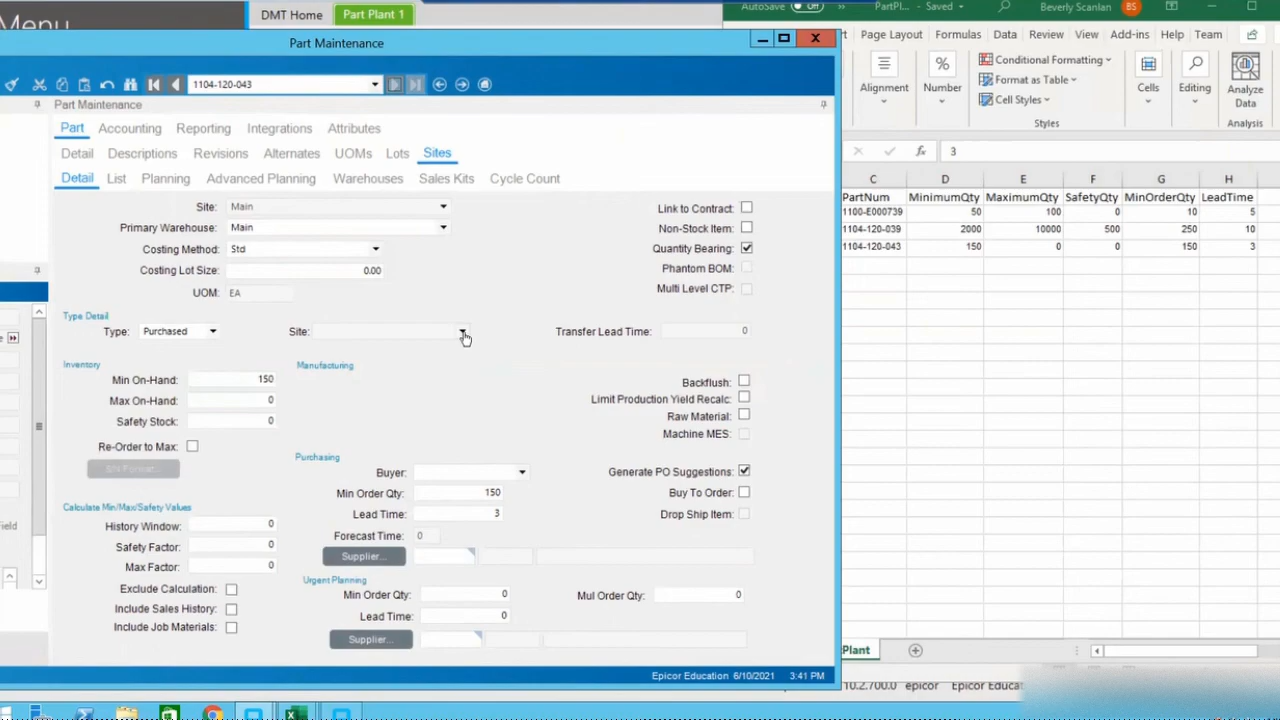 Menu
DMT Home
Part Plant 1
AutoSave
Off
PartPl...
Saved
Beverly Scanlan
BS
Part Maintenance
Page Layout
Formulas
Data
Review
View
Add-ins
Help
Team
1104-120-043
Part Maintenance
Alignment
%
Number
Conditional Formatting
Format as Table
Cell Styles
Styles
Cells
Editing
Analyze
Data
Analysis
Part
Accounting
Reporting
Integrations
Attributes
Detail
Descriptions
Revisions
Alternates
UOMs
Lots
Sites
fx
3
Detail
List
Planning
Advanced Planning
Warehouses
Sales Kits
Cycle Count
C D E F G H
PartNum MinimumQty MaximumQty SafetyQty MinOrderQty LeadTime
1100-E000739 50 100 0 10 5
1104-120-039 2000 10000 500 250 10
1104-120-043 150 0 0 150 3
Site: Main
Primary Warehouse: Main
Costing Method: Std
Costing Lot Size: 0.00
UOM: EA
Link to Contract:
Non-Stock Item:
Quantity Bearing:
Phantom BOM:
Multi Level CTP:
Type Detail
Type: Purchased
Site:
Transfer Lead Time: 0
Inventory
Min On-Hand: 150
Max On-Hand: 0
Safety Stock: 0
Re-Order to Max:
Manufacturing
Backflush:
Limit Production Yield Recalc:
Raw Material:
Machine MES:
Purchasing
Buyer:
Min Order Qty: 150
Lead Time: 3
Forecast Time: 0
Supplier...
Generate PO Suggestions:
Buy To Order:
Drop Ship Item:
Calculate Min/Max/Safety Values
History Window: 0
Safety Factor: 0
Max Factor: 0
Exclude Calculation:
Include Sales History:
Include Job Materials:
Urgent Planning
Min Order Qty: 0
Mul Order Qty: 0
Lead Time: 0
Supplier...
Field
Plant
Epicor Education 6/10/2021 3:41 PM
10.2.700.0 epicor Epicor Educa